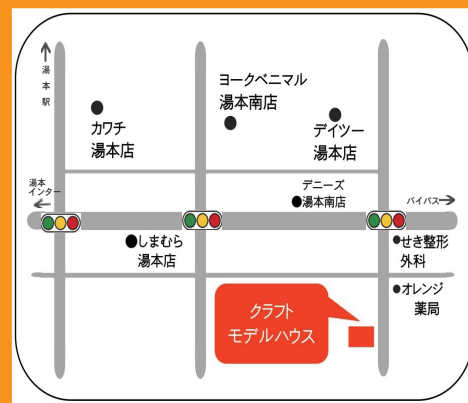 湯本駅
ヨークベニマル
湯本南店
カワチ
湯本店
デイツー
湯本店
湯本
インター
デニーズ
湯本南店
バイパス
しまむら
湯本店
せき整形
外科
オレンジ
薬局
クラフト
モデルハウス